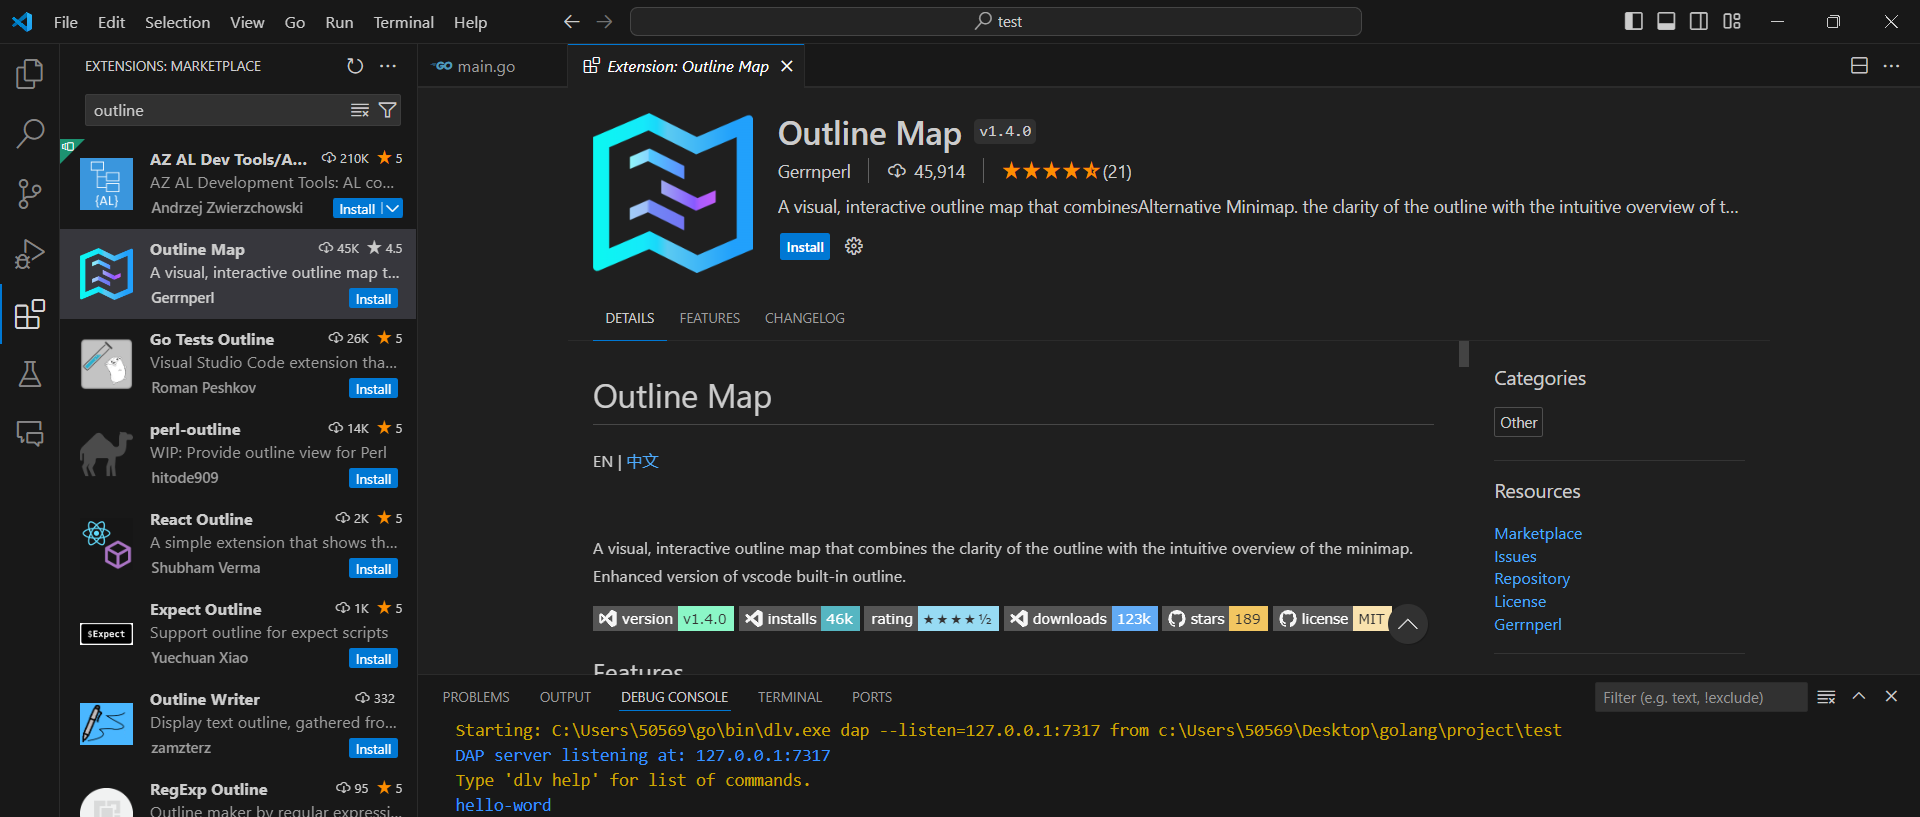 File Edit Selection View Go Run Terminal Help
test
EXTENSIONS: MARKETPLACE
outline
AZ AL Dev Tools/A... 210K ★ 5
AZ AL Development Tools: AL co...
Andrzej Zwierzchowski Install
{AL}
Outline Map 45K ★ 4.5
A visual, interactive outline map t...
Gerrnperl Install
Go Tests Outline 26K ★ 5
Visual Studio Code extension tha...
Roman Peshkov Install
perl-outline 14K ★ 5
WIP: Provide outline view for Perl
hitode909 Install
React Outline 2K ★ 5
A simple extension that shows th...
Shubham Verma Install
Expect Outline 1K ★ 5
$Expect
Support outline for expect scripts
Yuechuan Xiao Install
Outline Writer 332
Display text outline, gathered fro...
zamzterz Install
RegExp Outline 95 ★ 5
Outline maker by regular expressi...
GO main.go
Extension: Outline Map
Outline Map v1.4.0
Gerrnperl 45,914 (21)
A visual, interactive outline map that combinesAlternative Minimap. the clarity of the outline with the intuitive overview of t...
Install
DETAILS FEATURES CHANGELOG
Outline Map
EN | 中文
A visual, interactive outline map that combines the clarity of the outline with the intuitive overview of the minimap.
Enhanced version of vscode built-in outline.
version v1.4.0 installs 46k rating ★★★★½ downloads 123k stars 189 license MIT
Features
Categories
Other
Resources
Marketplace
Issues
Repository
License
Gerrnperl
PROBLEMS OUTPUT DEBUG CONSOLE TERMINAL PORTS
Filter (e.g. text, !exclude)
Starting: C:\Users\50569\go\bin\dlv.exe dap --listen=127.0.0.1:7317 from c:\Users\50569\Desktop\golang\project\test
DAP server listening at: 127.0.0.1:7317
Type 'dlv help' for list of commands.
hello-word